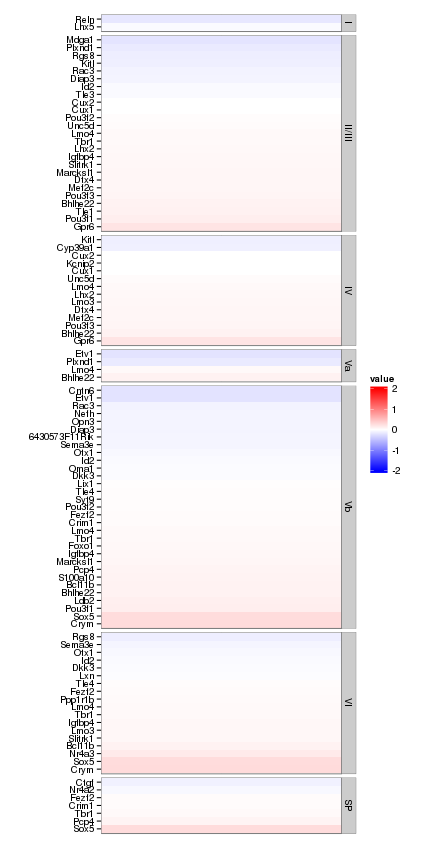 Reln
Lhx5
I
Mdga1
Plxnd1
Rgs8
Kitl
Rac3
Diap3
Id2
Tle3
Cux2
Cux1
Pou3f2
Unc5d
Lmo4
Tbr1
Lhx2
Igfbp4
Slitrk1
Marcksl1
Dtx4
Mef2c
Pou3f3
Bhlhe22
Tle1
Pou3f1
Gpr6
II/III
Kitl
Cyp39a1
Cux2
Kcnip2
Cux1
Unc5d
Lmo4
Lhx2
Lmo3
Dtx4
Mef2c
Pou3f3
Bhlhe22
Gpr6
IV
Etv1
Plxnd1
Lmo4
Bhlhe22
Va
Cntn6
Etv1
Rac3
Nefh
Opn3
Diap3
6430573F11Rik
Sema3e
Otx1
Id2
Oma1
Dkk3
Lix1
Tle4
Syt9
Pou3f2
Fezf2
Crim1
Lmo4
Tbr1
Foxo1
Igfbp4
Marcksl1
Pcp4
S100a10
Bcl11b
Bhlhe22
Ldb2
Pou3f1
Sox5
Crym
Vb
Rgs8
Sema3e
Otx1
Id2
Dkk3
Lxn
Tle4
Fezf2
Ppp1r1b
Lmo4
Tbr1
Igfbp4
Lmo3
Slitrk1
Bcl11b
Nr4a3
Sox5
Crym
VI
Ctgf
Nr4a2
Fezf2
Crim1
Tbr1
Pcp4
Sox5
SP
value
2
1
0
-1
-2